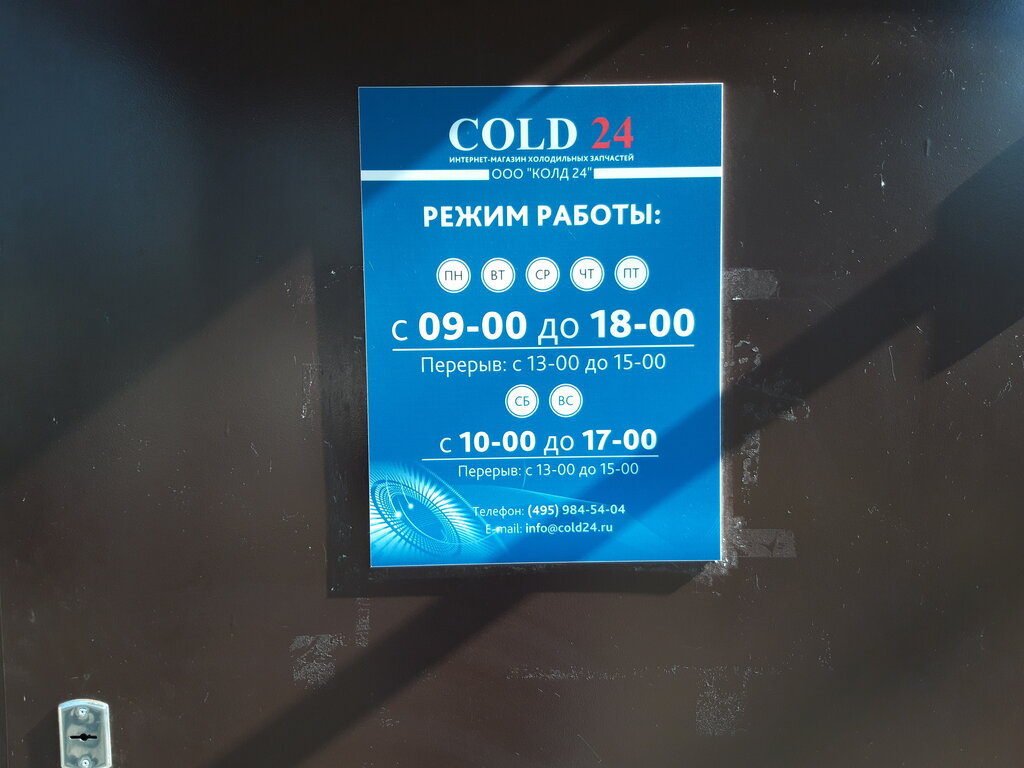 COLD 24
ИНТЕРНЕТ-МАГАЗИН ХОЛОДИЛЬНЫХ ЗАПЧАСТЕЙ
ООО "КОЛД 24"
РЕЖИМ РАБОТЫ:
ПН ВТ СР ЧТ ПТ
с 09-00 до 18-00
Перерыв: с 13-00 до 15-00
СБ ВС
с 10-00 до 17-00
Перерыв: с 13-00 до 15-00
Телефон: (495) 984-54-04
E-mail: info@cold24.ru